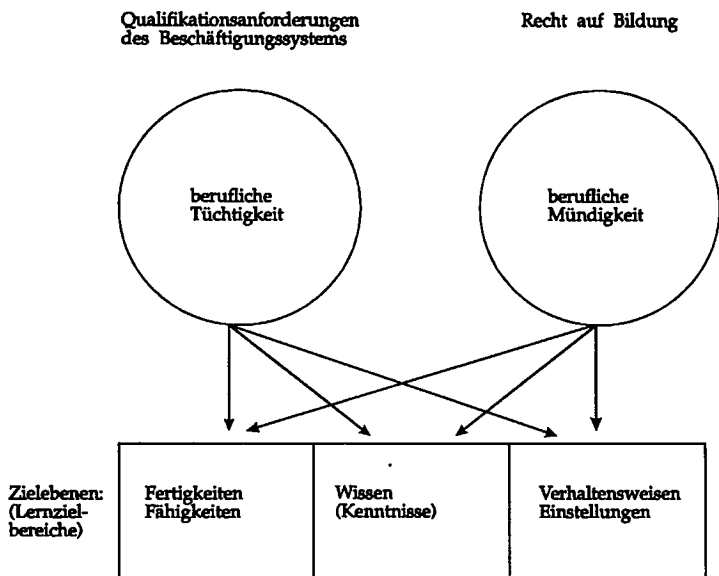 Qualifikationsanforderungen
des Beschäftigungssystems
Recht auf Bildung
berufliche
Tüchtigkeit
berufliche
Mündigkeit
Zielebenen:
(Lernziel-
bereiche)
Fertigkeiten
Fähigkeiten
Wissen
(Kenntnisse)
Verhaltensweisen
Einstellungen